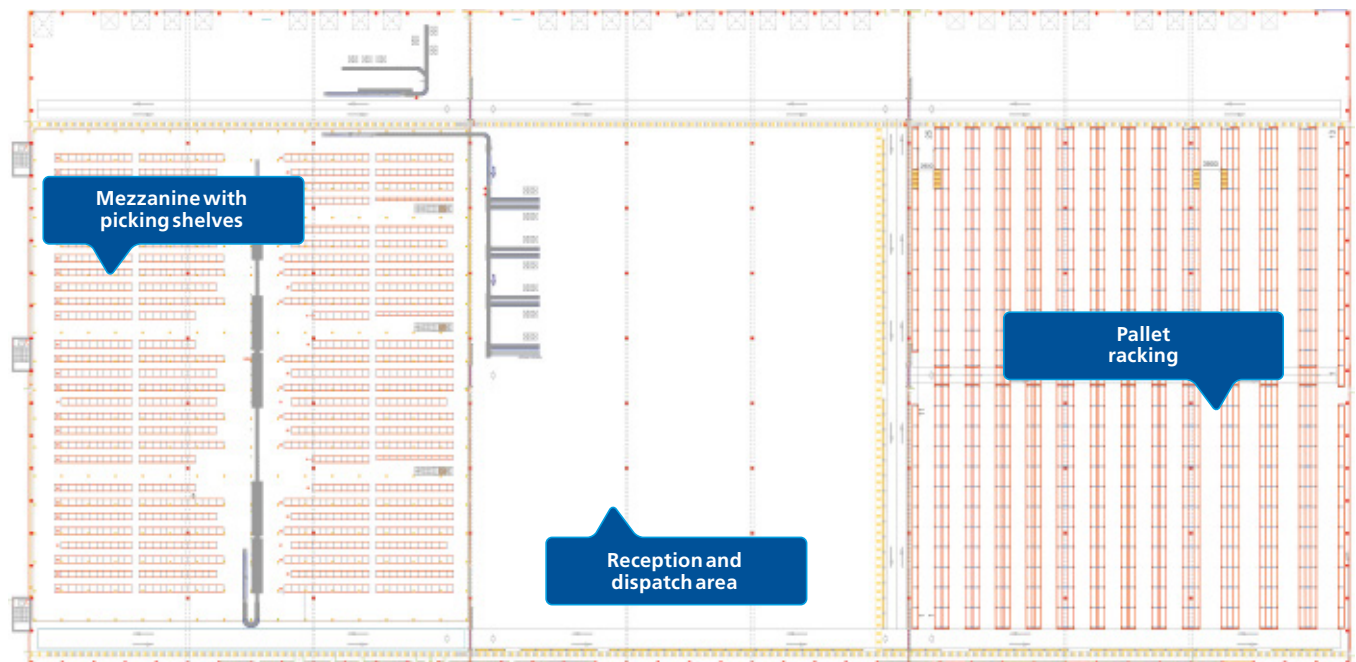 Mezzanine with
picking shelves
Pallet
racking
Reception and
dispatch area